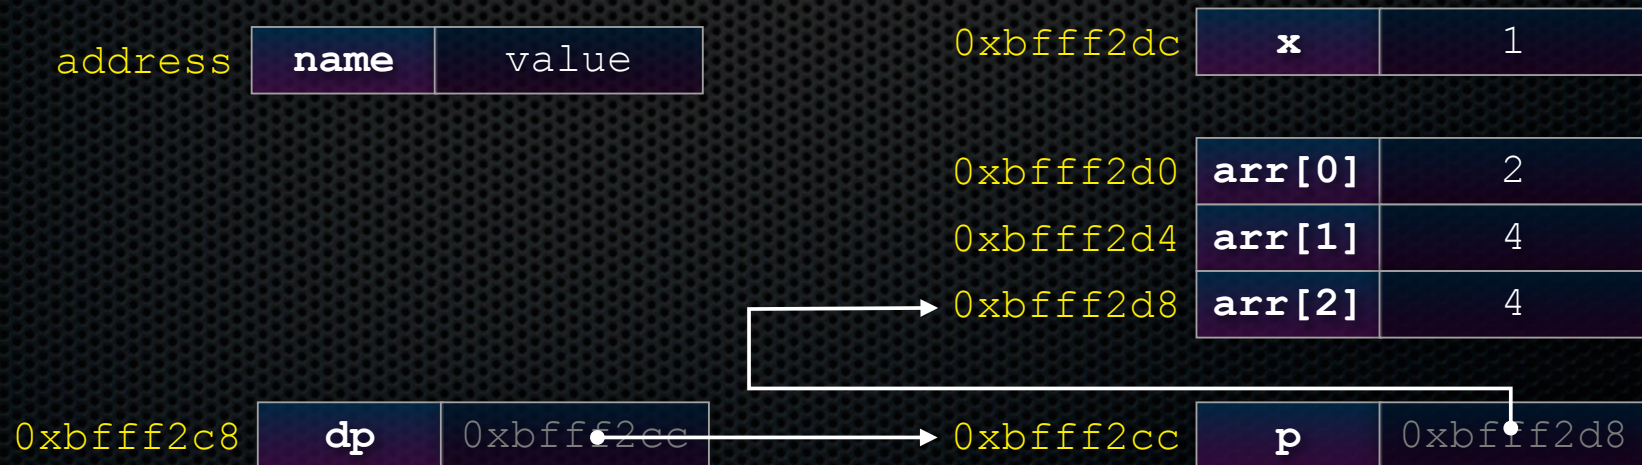 address name value
0xbfff2dc x 1
0xbfff2d0 arr[0] 2
0xbfff2d4 arr[1] 4
0xbfff2d8 arr[2] 4
0xbfff2c8 dp 0xbfff2cc 0xbfff2cc p 0xbfff2d8